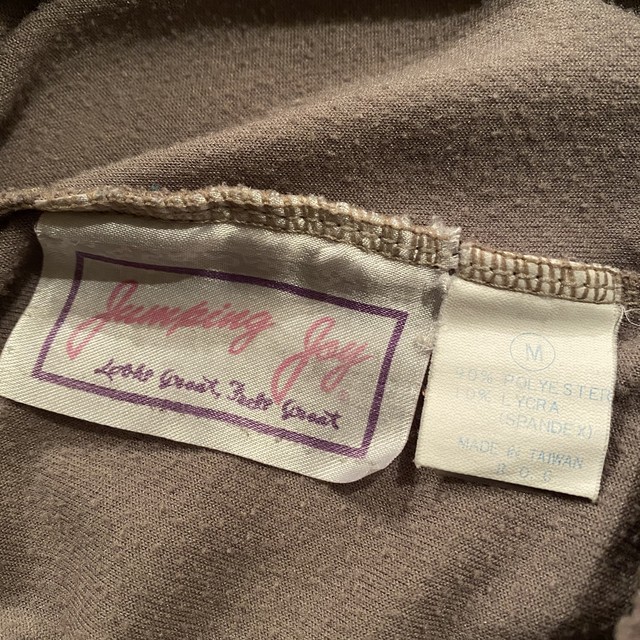 Jumping Joy
Looks Great, Feels Great
M
90% POLYESTER
10% LYCRA
(SPANDEX)
MADE IN TAIWAN
R.O.C